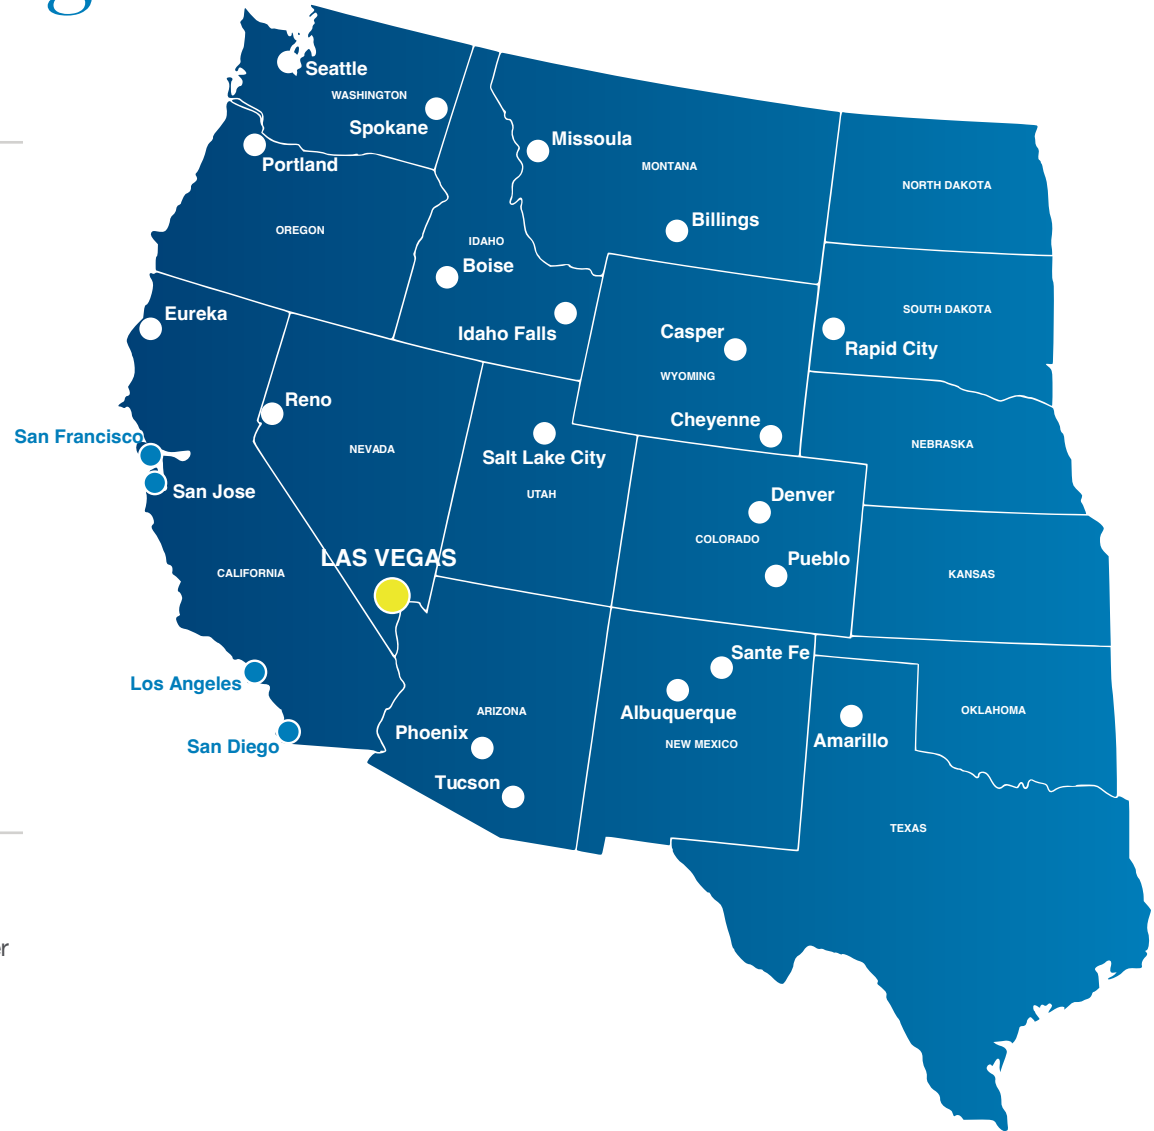 g
Seattle
WASHINGTON
Spokane
Portland
Missoula
MONTANA
NORTH DAKOTA
OREGON
IDAHO
Boise
Billings
Eureka
Idaho Falls
Casper
WYOMING
SOUTH DAKOTA
Rapid City
Reno
San Francisco
NEVADA
Salt Lake City
UTAH
Cheyenne
NEBRASKA
San Jose
Denver
COLORADO
Pueblo
LAS VEGAS
CALIFORNIA
KANSAS
Los Angeles
San Diego
Sante Fe
Albuquerque
NEW MEXICO
ARIZONA
Phoenix
Tucson
Amarillo
OKLAHOMA
TEXAS
r